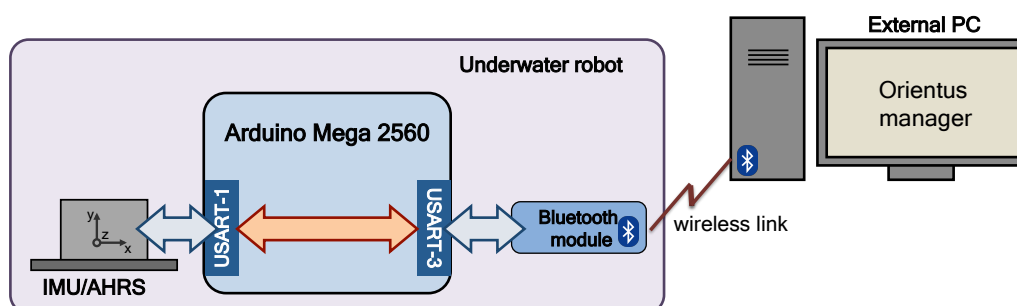 External PC
Underwater robot
Orientus
manager
Arduino Mega 2560
USART-1
USART-3
y
z
x
Bluetooth
module
wireless link
IMU/AHRS